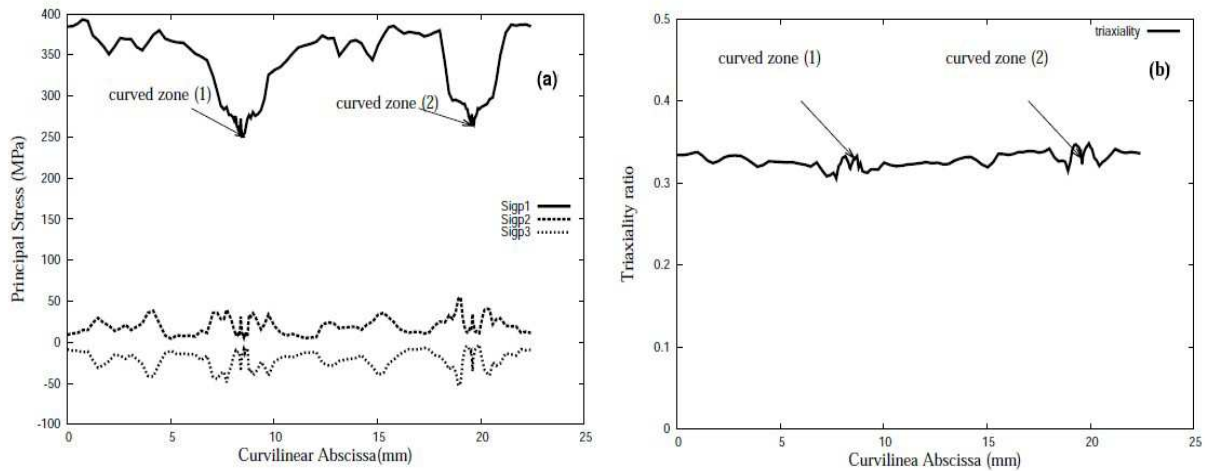 400
350
300
250
200
150
100
50
0
-50
-100
Principal Stress (MPa)
(a)
curved zone (1)
curved zone (2)
Sigp1
Sigp2
Sigp3
0 5 10 15 20 25
Curvilinear Abscissa(mm)
0.5
0.4
0.3
0.2
0.1
0
Triaxiality ratio
triaxiality
curved zone (1)
curved zone (2)
(b)
0 5 10 15 20 25
Curvilinea Abscissa (mm)